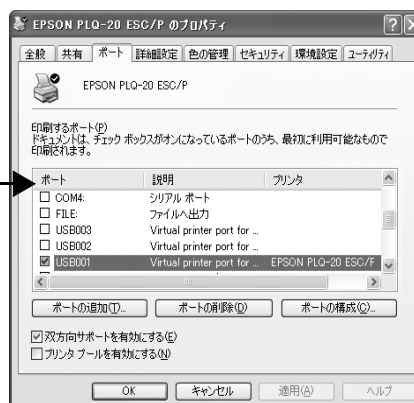 EPSON PLQ-20 ESC/P のプロパティ
全般 共有 ポート 詳細設定 色の管理 セキュリティ 環境設定 ユーティリティ
EPSON PLQ-20 ESC/P
印刷するポート(P)
ドキュメントは、チェック ボックスがオンになっているポートのうち、最初に利用可能なもので
印刷されます。
ポート 説明 プリンタ
COM4: シリアル ポート
FILE: ファイルへ出力
USB003 Virtual printer port for ...
USB002 Virtual printer port for ...
USB001 Virtual printer port for ... EPSON PLQ-20 ESC/P
ポートの追加(T)... ポートの削除(D) ポートの構成(C)...
双方向サポートを有効にする(E)
プリンタ プールを有効にする(N)
OK キャンセル 適用(A) ヘルプ